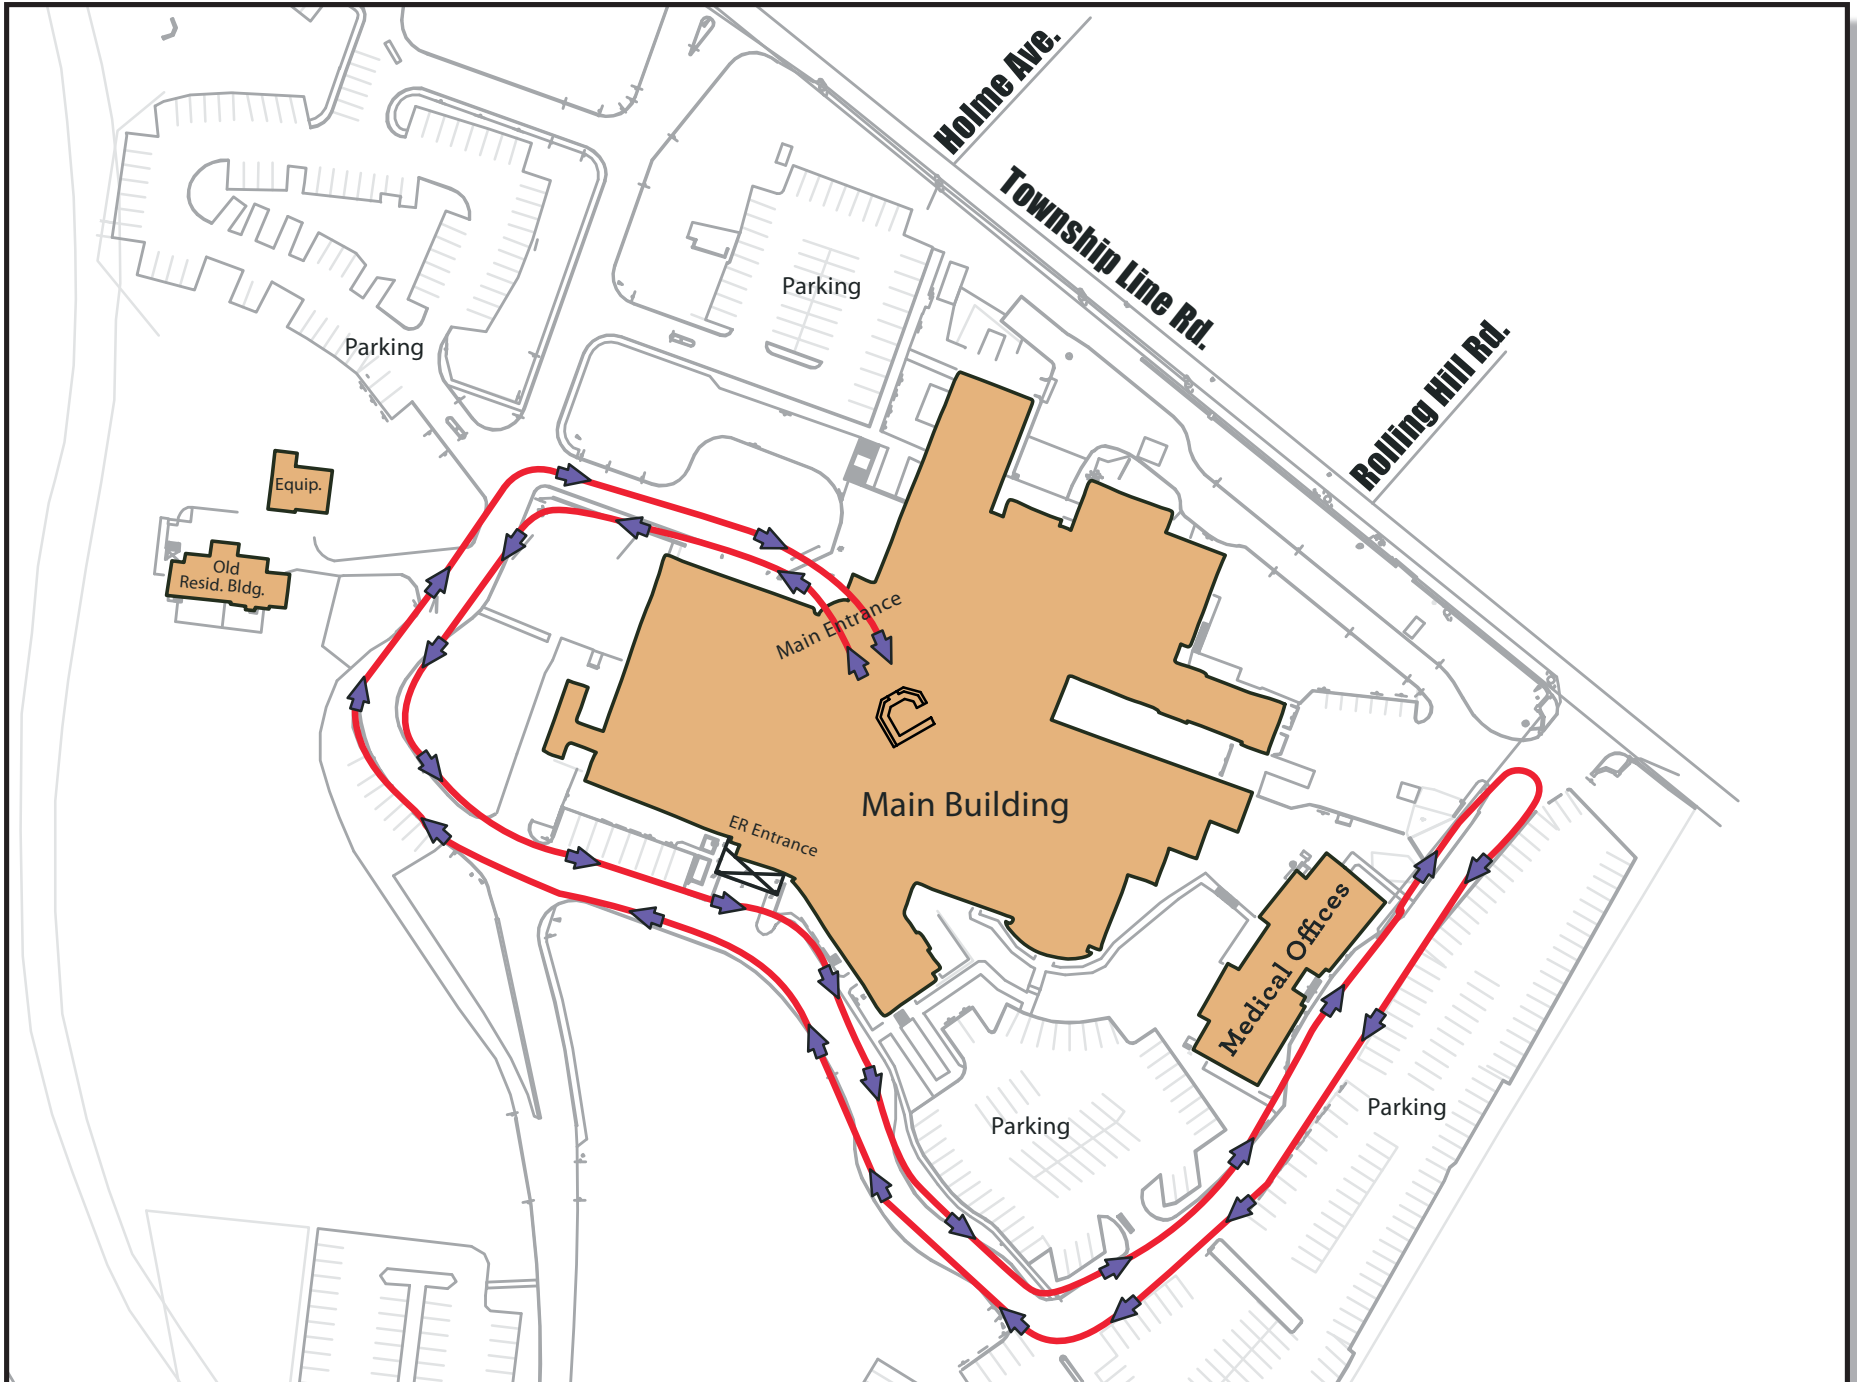 Holme Ave.
Township Line Rd.
Parking
Rolling Hill Rd.
Parking
Equip.
Old
Resid. Bldg.
Main Entrance
Main Building
ER Entrance
Medical Offices
Parking
Parking